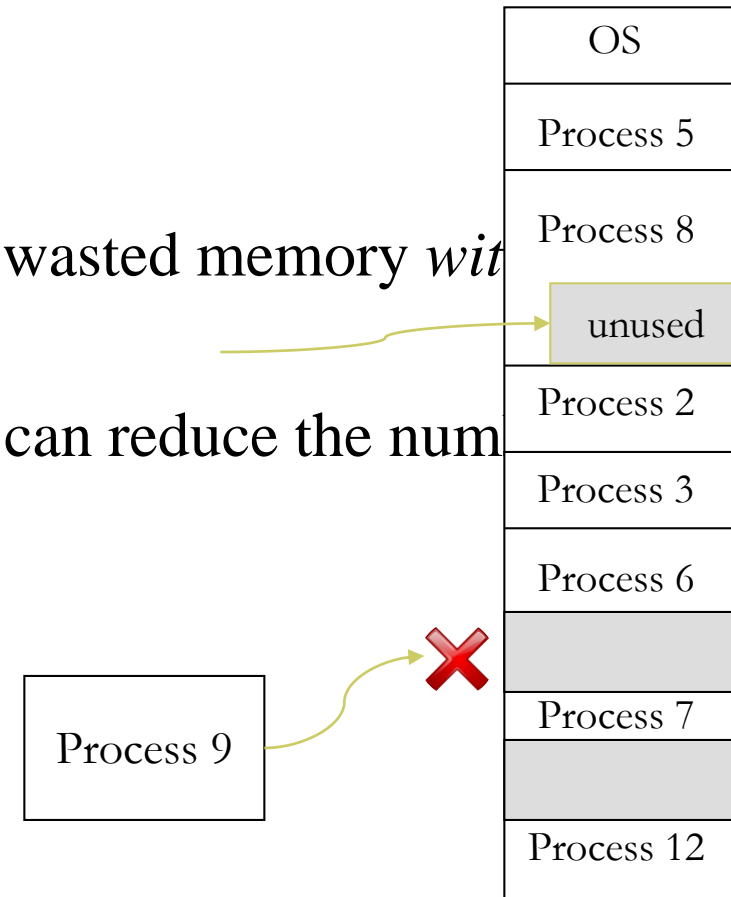 OS
Process 5
Process 8
wasted memory wit
unused
Process 2
can reduce the num
Process 3
Process 6
Process 7
Process 9
Process 12